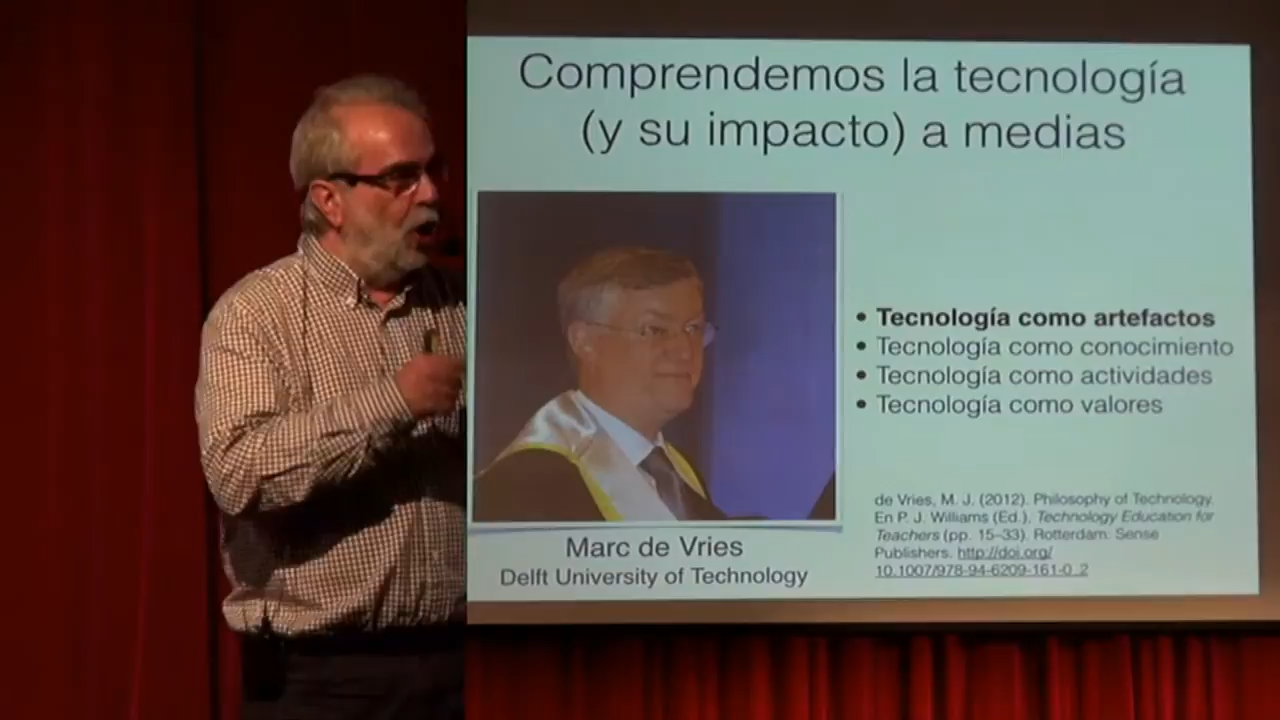 Comprendemos la tecnología
(y su impacto) a medias
• Tecnología como artefactos
• Tecnología como conocimiento
• Tecnología como actividades
• Tecnología como valores
de Vries, M. J. (2012). Philosophy of Technology.
En P. J. Williams (Ed.), Technology Education for
Teachers (pp. 15–33). Rotterdam: Sense
Publishers. http://doi.org/
10.1007/978-94-6209-161-0_2
Marc de Vries
Delft University of Technology